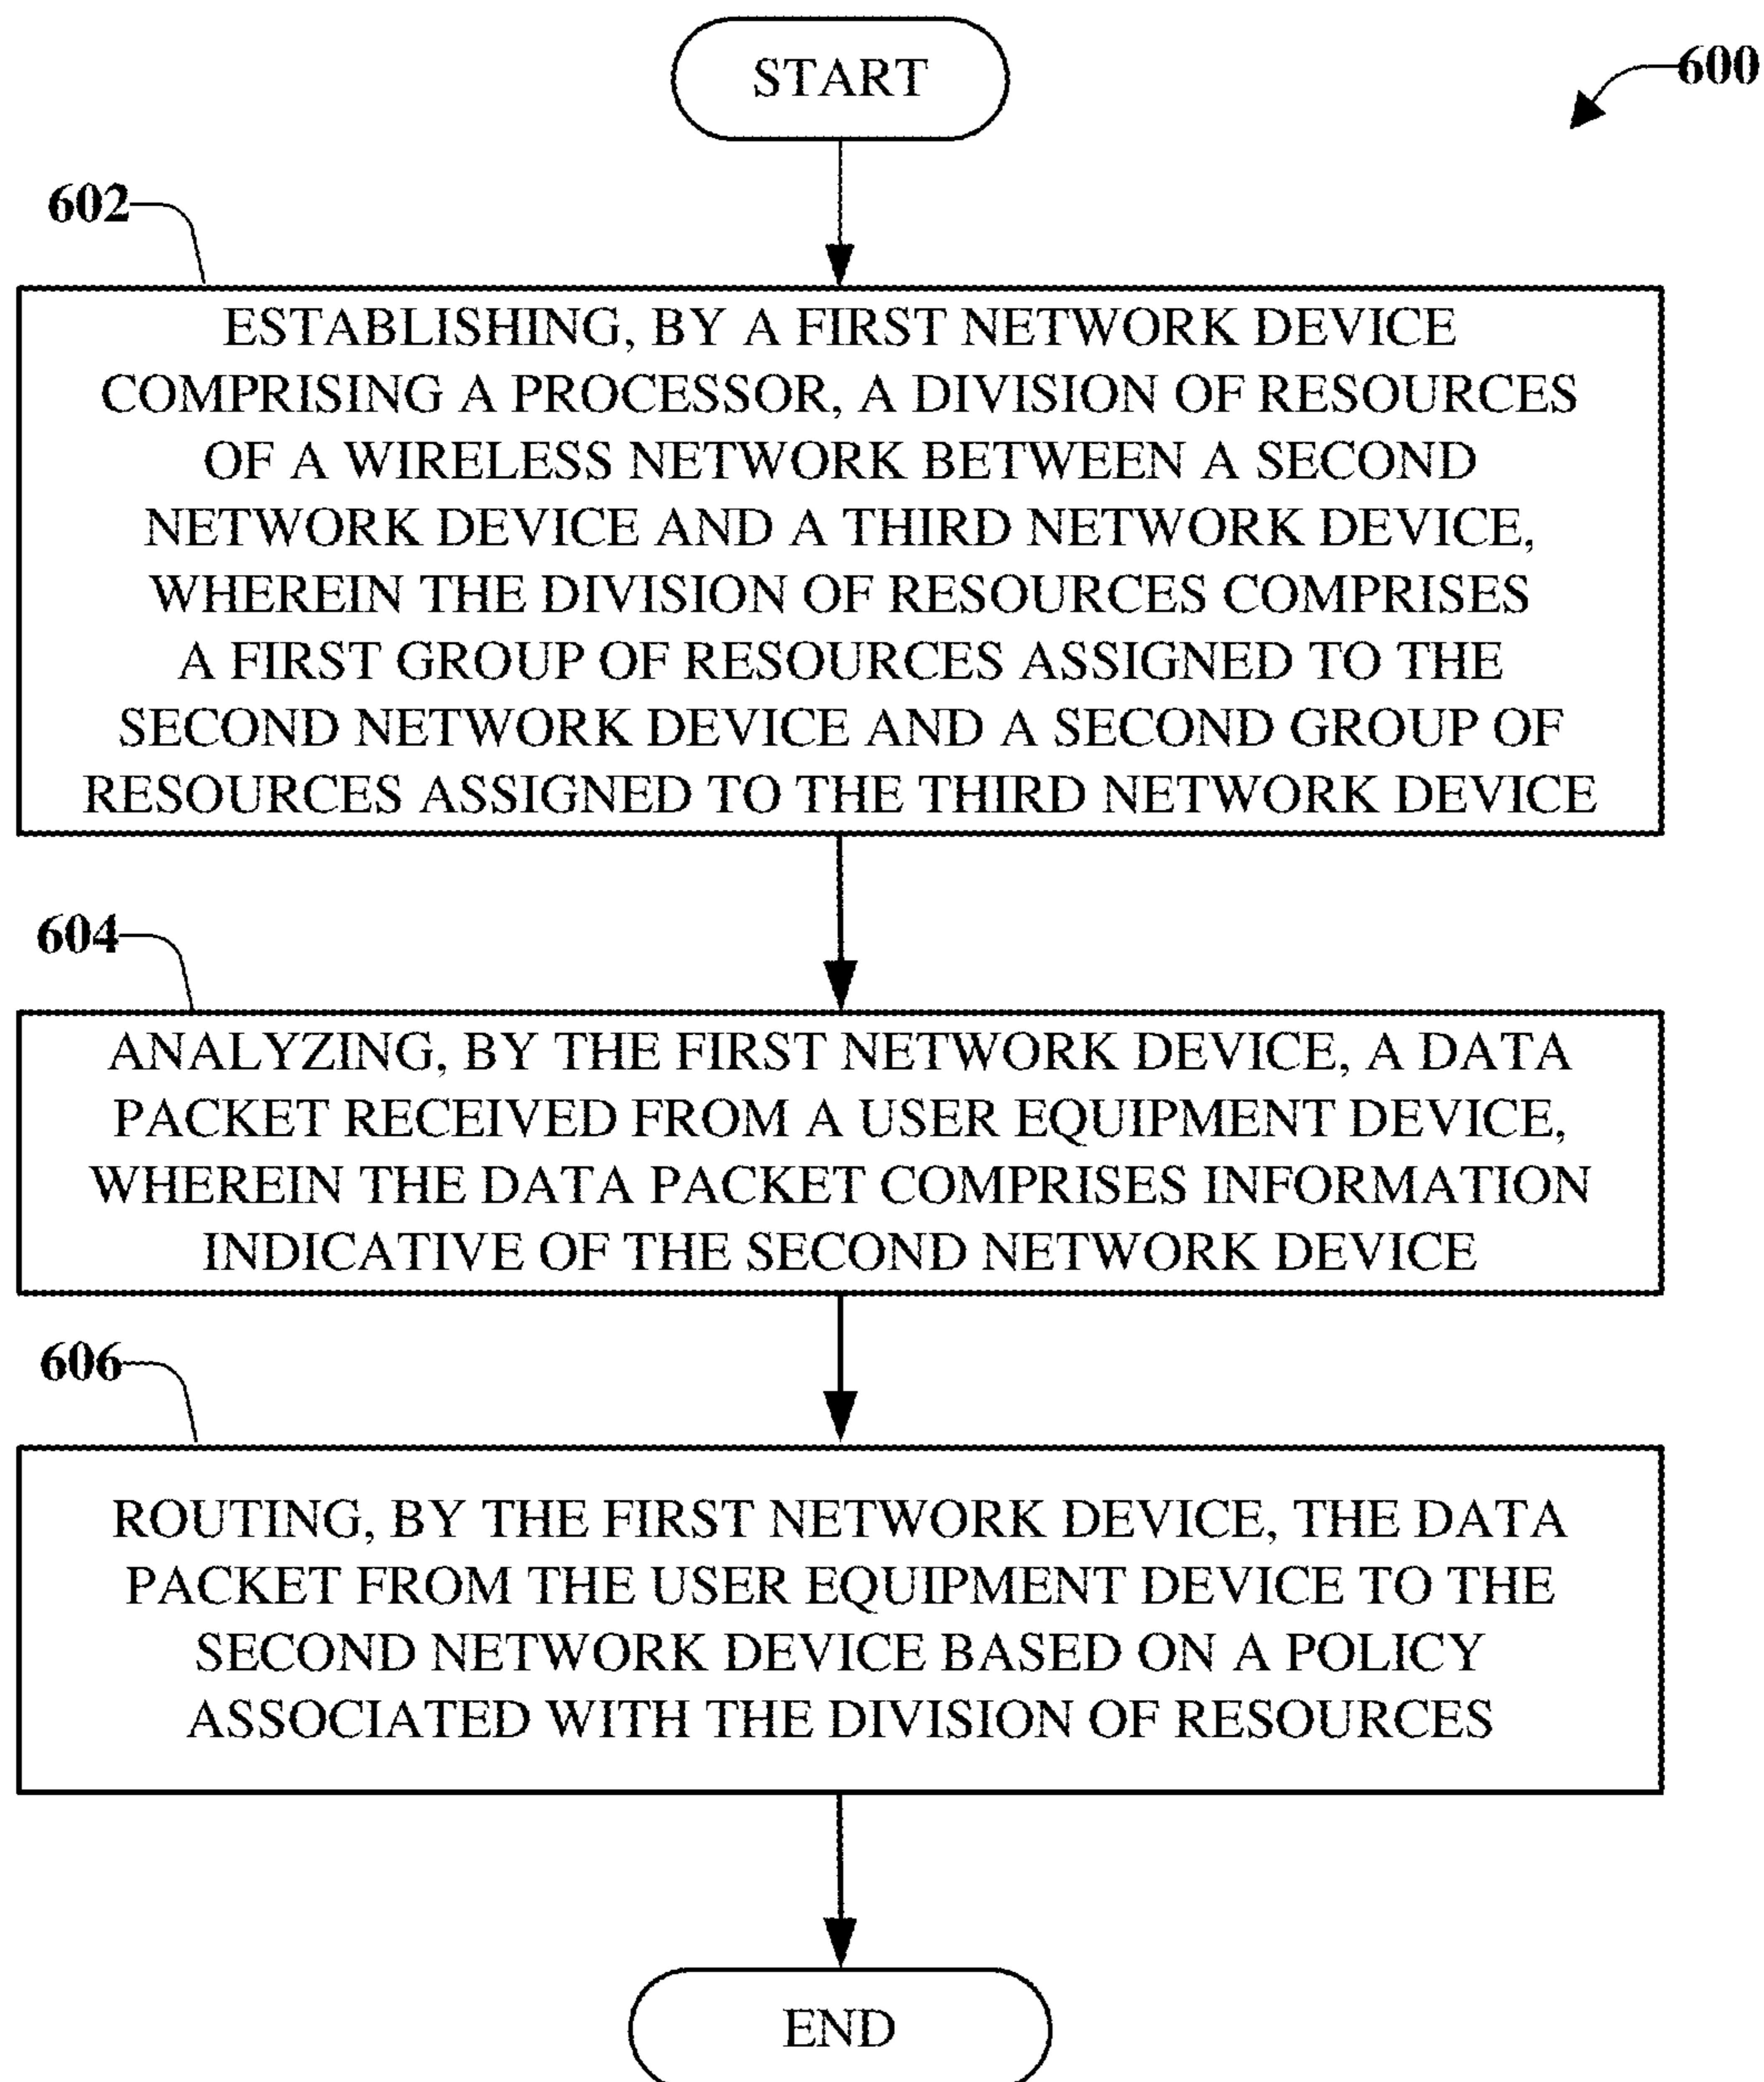 START
600
602
ESTABLISHING, BY A FIRST NETWORK DEVICE
COMPRISING A PROCESSOR, A DIVISION OF RESOURCES
OF A WIRELESS NETWORK BETWEEN A SECOND
NETWORK DEVICE AND A THIRD NETWORK DEVICE,
WHEREIN THE DIVISION OF RESOURCES COMPRISES
A FIRST GROUP OF RESOURCES ASSIGNED TO THE
SECOND NETWORK DEVICE AND A SECOND GROUP OF
RESOURCES ASSIGNED TO THE THIRD NETWORK DEVICE
604
ANALYZING, BY THE FIRST NETWORK DEVICE, A DATA
PACKET RECEIVED FROM A USER EQUIPMENT DEVICE,
WHEREIN THE DATA PACKET COMPRISES INFORMATION
INDICATIVE OF THE SECOND NETWORK DEVICE
606
ROUTING, BY THE FIRST NETWORK DEVICE, THE DATA
PACKET FROM THE USER EQUIPMENT DEVICE TO THE
SECOND NETWORK DEVICE BASED ON A POLICY
ASSOCIATED WITH THE DIVISION OF RESOURCES
END